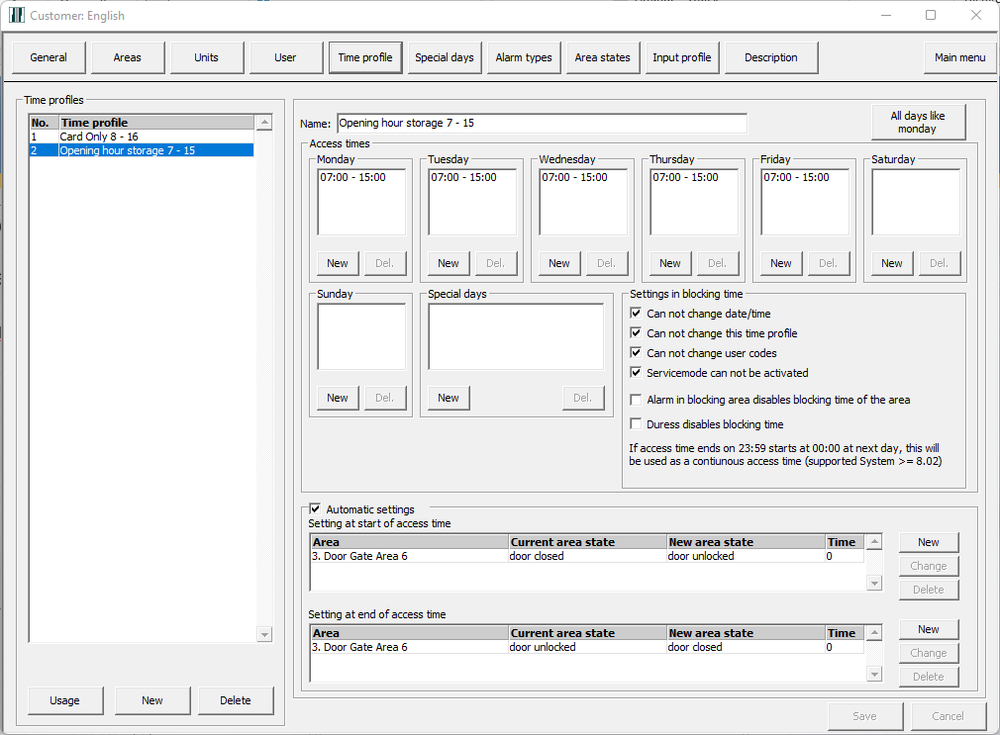 Customer: English
General
Areas
Units
User
Time profile
Special days
Alarm types
Area states
Input profile
Description
Main menu
Time profiles
No. Time profile
1 Card Only 8 - 16
2 Opening hour storage 7 - 15
Usage
New
Delete
Name: Opening hour storage 7 - 15
All days like
monday
Access times
Monday
07:00 - 15:00
New
Del.
Tuesday
07:00 - 15:00
New
Del.
Wednesday
07:00 - 15:00
New
Del.
Thursday
07:00 - 15:00
New
Del.
Friday
07:00 - 15:00
New
Del.
Saturday
New
Del.
Sunday
New
Del.
Special days
New
Del.
Settings in blocking time
Can not change date/time
Can not change this time profile
Can not change user codes
Servicemode can not be activated
Alarm in blocking area disables blocking time of the area
Duress disables blocking time
If access time ends on 23:59 starts at 00:00 at next day, this will
be used as a contiunous access time (supported System >= 8.02)
Automatic settings
Setting at start of access time
Area Current area state New area state Time
3. Door Gate Area 6 door closed door unlocked 0
New
Change
Delete
Setting at end of access time
Area Current area state New area state Time
3. Door Gate Area 6 door unlocked door closed 0
New
Change
Delete
Save
Cancel